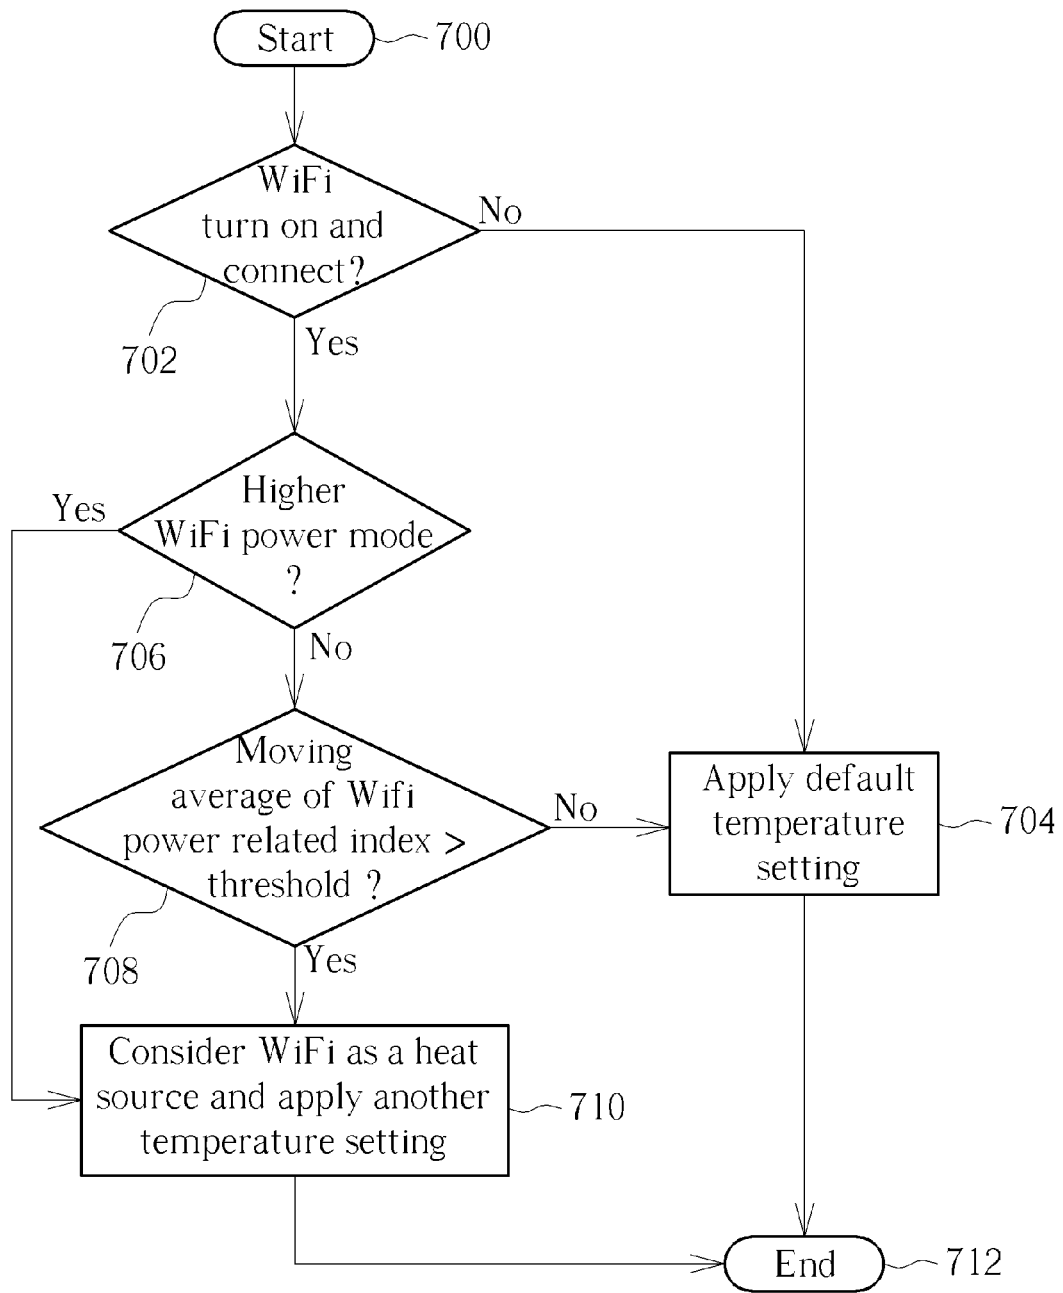 Start
700
WiFi
turn on and
connect?
No
702
Yes
Higher
WiFi power mode
?
Yes
706
No
Moving
average of Wifi
power related index >
threshold ?
No
708
Yes
Apply default
temperature
setting
704
Consider WiFi as a heat
source and apply another
temperature setting
710
End
712